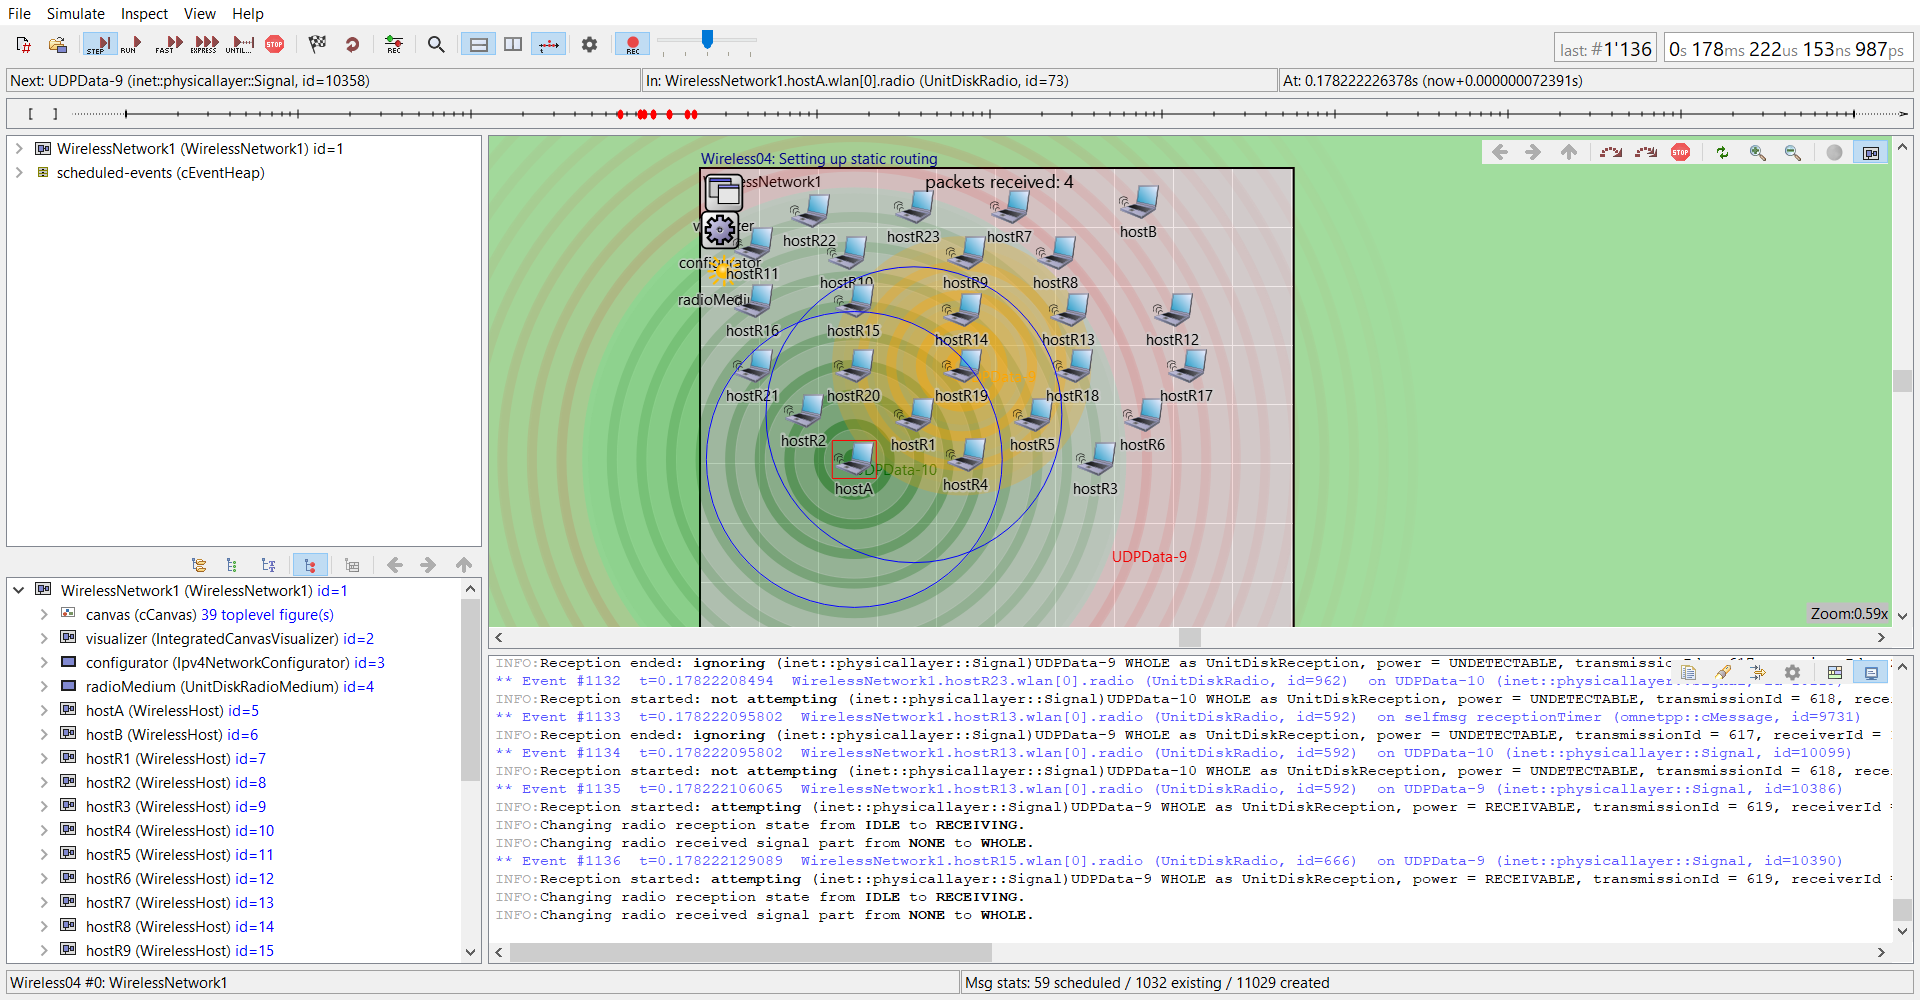 File Simulate Inspect View Help
STEP RUN FAST EXPRESS UNTIL... STOP REC REC
last: #1'136 0s 178ms 222us 153ns 987ps
Next: UDPData-9 (inet::physicallayer::Signal, id=10358) In: WirelessNetwork1.hostA.wlan[0].radio (UnitDiskRadio, id=73) At: 0.178222226378s (now+0.000000072391s)
[ ]
WirelessNetwork1 (WirelessNetwork1) id=1
scheduled-events (cEventHeap)
WirelessNetwork1 (WirelessNetwork1) id=1
canvas (cCanvas) 39 toplevel figure(s)
visualizer (IntegratedCanvasVisualizer) id=2
configurator (Ipv4NetworkConfigurator) id=3
radioMedium (UnitDiskRadioMedium) id=4
hostA (WirelessHost) id=5
hostB (WirelessHost) id=6
hostR1 (WirelessHost) id=7
hostR2 (WirelessHost) id=8
hostR3 (WirelessHost) id=9
hostR4 (WirelessHost) id=10
hostR5 (WirelessHost) id=11
hostR6 (WirelessHost) id=12
hostR7 (WirelessHost) id=13
hostR8 (WirelessHost) id=14
hostR9 (WirelessHost) id=15
Wireless04: Setting up static routing
STOP
essNetwork1 packets received: 4
hostR22 hostR23 hostR7 hostB
configurator
hostR11 hostR10 hostR9 hostR8
radioMedi
hostR16 hostR15 hostR14 hostR13 hostR12
hostR21 hostR20 hostR19 hostR18 hostR17
hostR2 hostR1 hostR5 hostR6
DPData-10
hostA hostR4 hostR3
UDPData-9
Zoom:0.59x
INFO:Reception ended: ignoring (inet::physicallayer::Signal)UDPData-9 WHOLE as UnitDiskReception, power = UNDETECTABLE,
** Event #1132 t=0.17822208494 WirelessNetwork1.hostR23.wlan[0].radio (UnitDiskRadio, id=962) on UDPData-10
INFO:Reception started: not attempting (inet::physicallayer::Signal)UDPData-10 WHOLE as UnitDiskReception, power = UNDETECTABLE, transmissionId = 618, rece
** Event #1133 t=0.178222095802 WirelessNetwork1.hostR13.wlan[0].radio (UnitDiskRadio, id=592) on selfmsg receptionTimer (omnetpp::cMessage, id=9731)
INFO:Reception ended: ignoring (inet::physicallayer::Signal)UDPData-9 WHOLE as UnitDiskReception, power = UNDETECTABLE, transmissionId = 617, receiverId =
** Event #1134 t=0.178222095802 WirelessNetwork1.hostR13.wlan[0].radio (UnitDiskRadio, id=592) on UDPData-10 (inet::physicallayer::Signal, id=10099)
INFO:Reception started: not attempting (inet::physicallayer::Signal)UDPData-10 WHOLE as UnitDiskReception, power = UNDETECTABLE, transmissionId = 618, rece
** Event #1135 t=0.178222106065 WirelessNetwork1.hostR13.wlan[0].radio (UnitDiskRadio, id=592) on UDPData-9 (inet::physicallayer::Signal, id=10386)
INFO:Reception started: attempting (inet::physicallayer::Signal)UDPData-9 WHOLE as UnitDiskReception, power = RECEIVABLE, transmissionId = 619, receiverId =
INFO:Changing radio reception state from IDLE to RECEIVING.
INFO:Changing radio received signal part from NONE to WHOLE.
** Event #1136 t=0.178222129089 WirelessNetwork1.hostR15.wlan[0].radio (UnitDiskRadio, id=666) on UDPData-9 (inet::physicallayer::Signal, id=10390)
INFO:Reception started: attempting (inet::physicallayer::Signal)UDPData-9 WHOLE as UnitDiskReception, power = RECEIVABLE, transmissionId = 619, receiverId =
INFO:Changing radio reception state from IDLE to RECEIVING.
INFO:Changing radio received signal part from NONE to WHOLE.
Wireless04 #0: WirelessNetwork1 Msg stats: 59 scheduled / 1032 existing / 11029 created